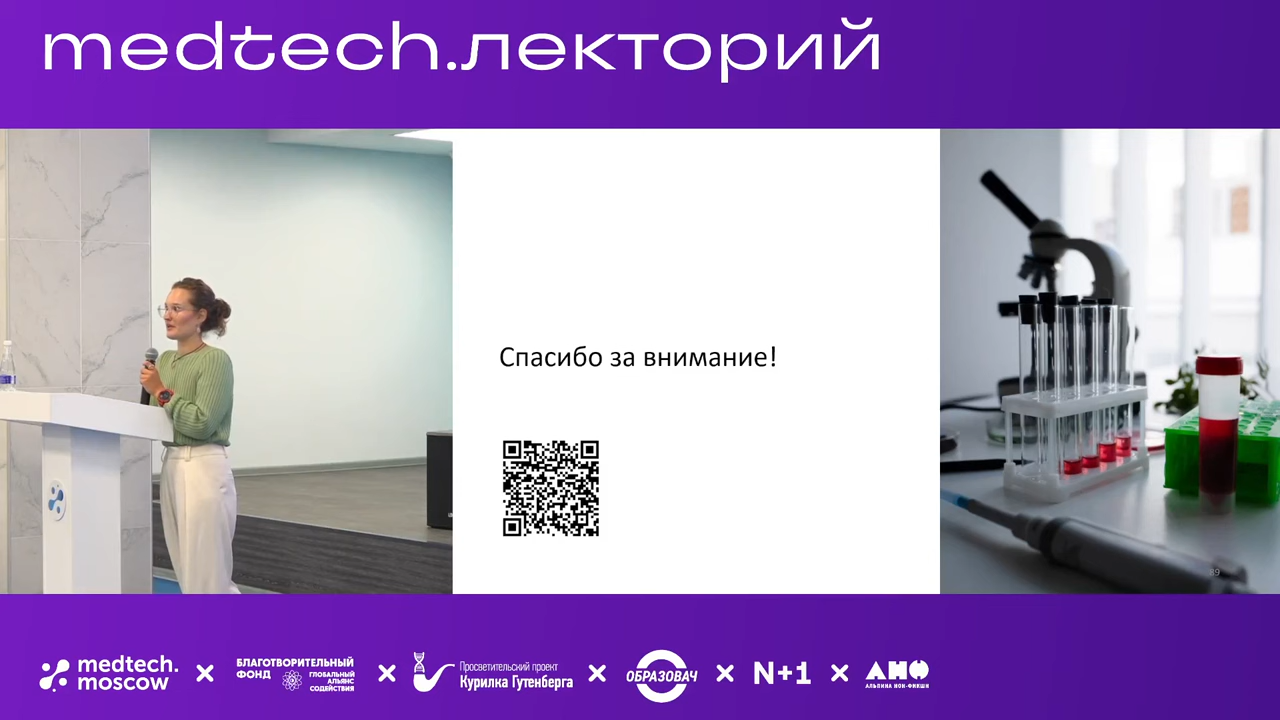 medtech.лекторий
Спасибо за внимание!
89
medtech.
moscow
×
БЛАГОТВОРИТЕЛЬНЫЙ
ФОНД
ГЛОБАЛЬНЫЙ
АЛЬЯНС
СОДЕЙСТВИЯ
×
Просветительский проект
Курилка Гутенберга
×
ОБРАЗОВАЧ
×
N+1
×
АНФ
АЛЬПИНА НОН-ФИКШН